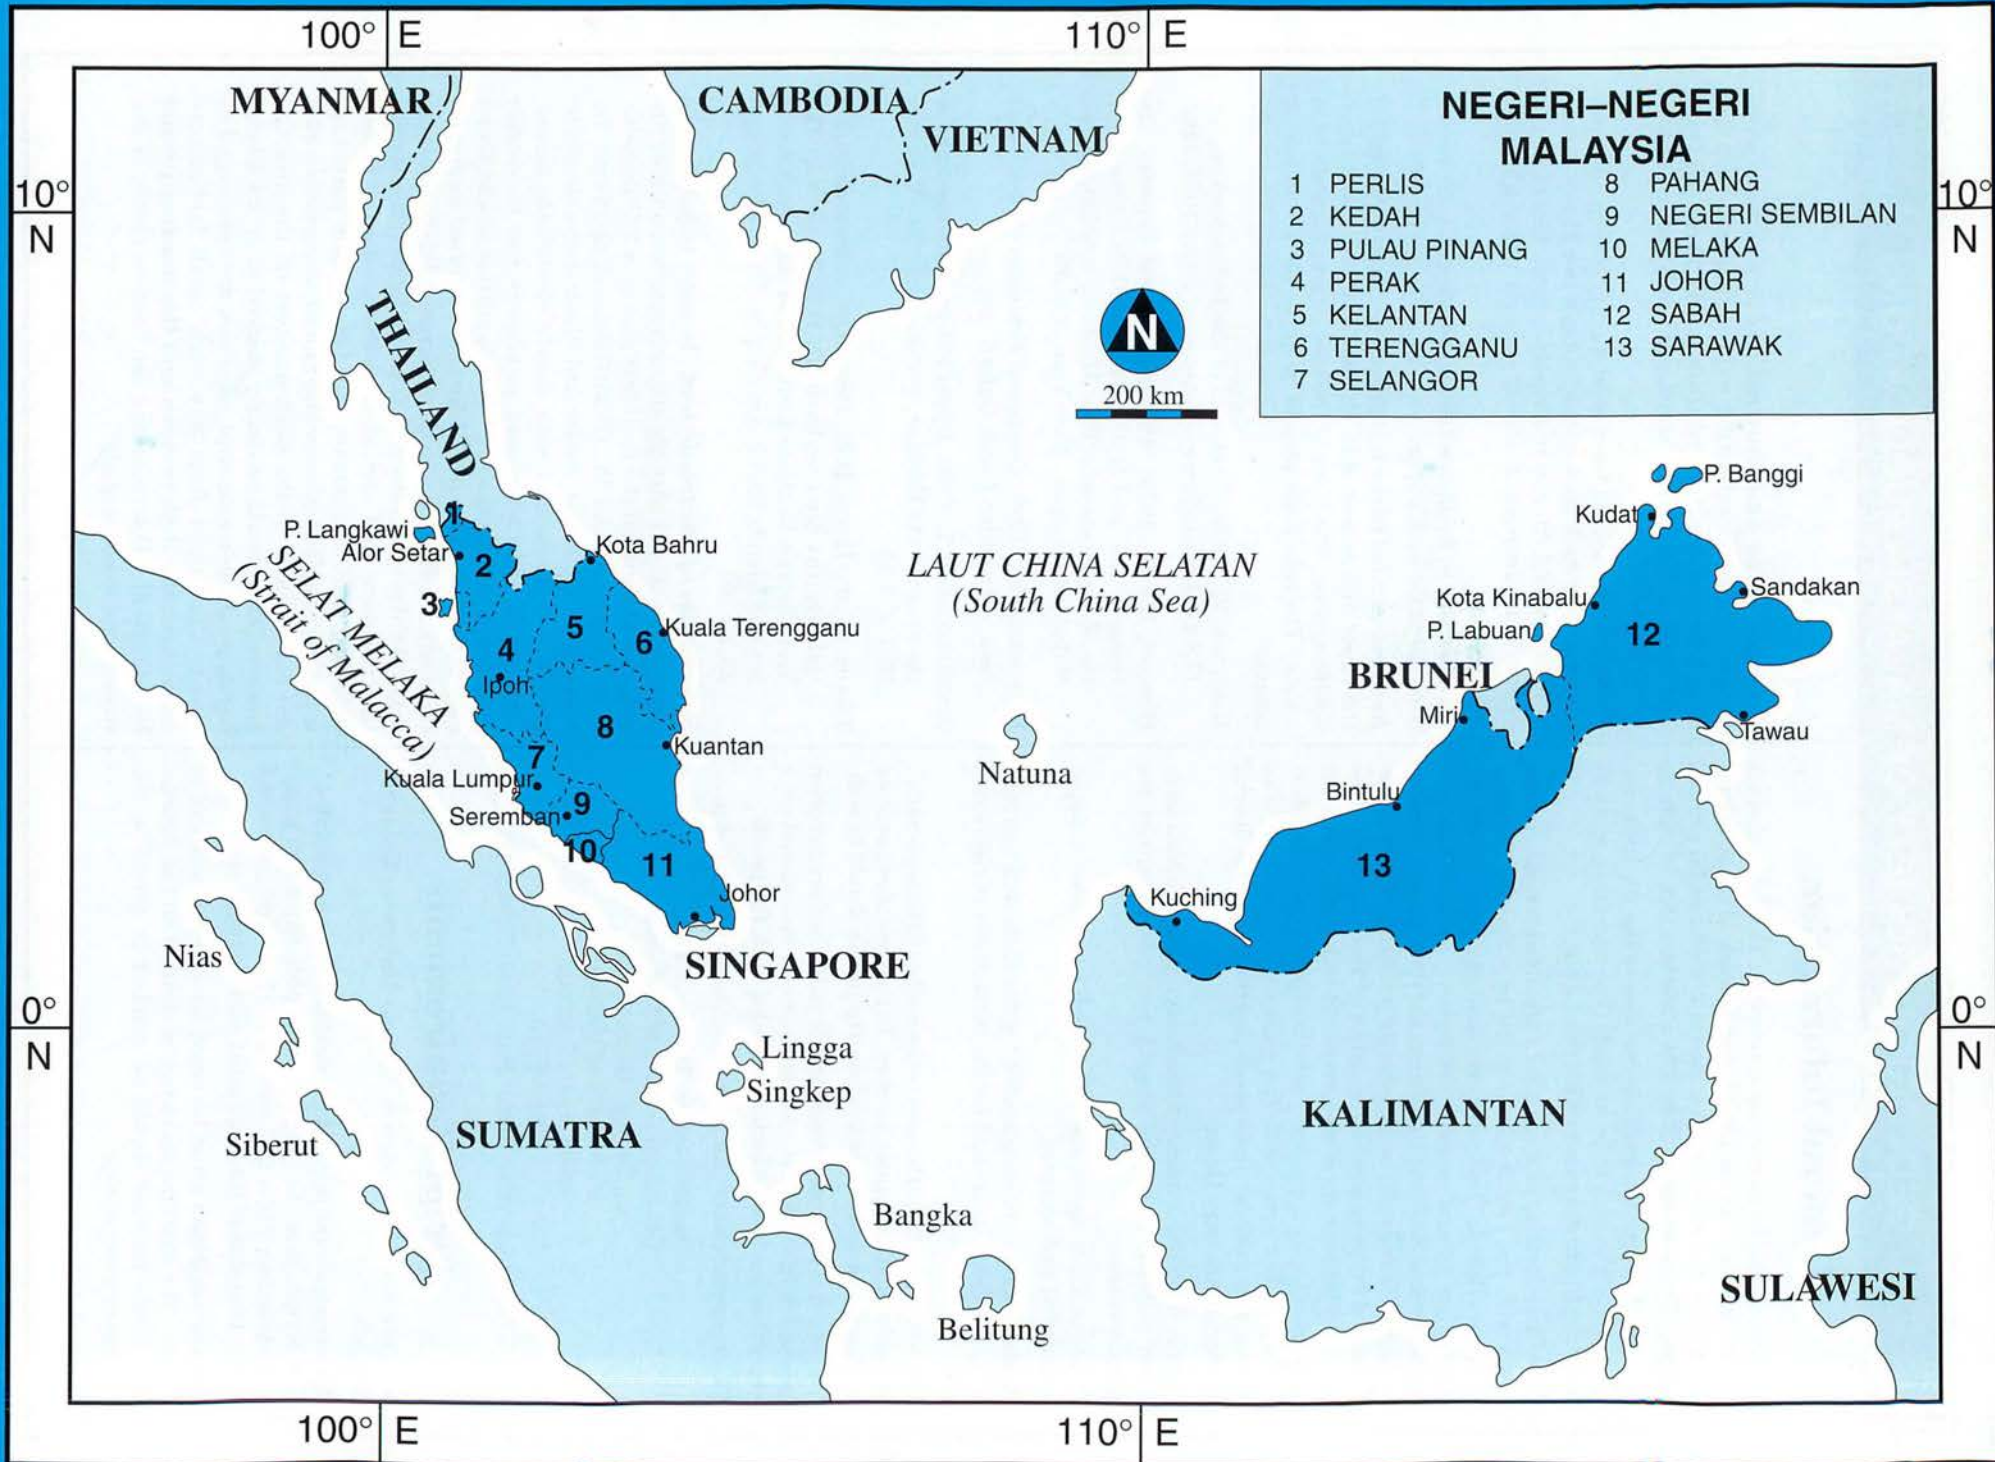 100° E
110° E
MYANMAR
CAMBODIA
VIETNAM
NEGERI–NEGERI
MALAYSIA
1 PERLIS
2 KEDAH
3 PULAU PINANG
4 PERAK
5 KELANTAN
6 TERENGGANU
7 SELANGOR
8 PAHANG
9 NEGERI SEMBILAN
10 MELAKA
11 JOHOR
12 SABAH
13 SARAWAK
10°
N
10°
N
THAILAND
N
200 km
P. Banggi
Kudat
1
P. Langkawi
Alor Setar
2
Kota Bahru
SELAT MELAKA
(Strait of Malacca)
LAUT CHINA SELATAN
(South China Sea)
Sandakan
Kota Kinabalu
3
P. Labuan
12
4
5
6
Kuala Terengganu
Ipoh
BRUNEI
Miri
Tawau
8
7
Kuantan
Natuna
Kuala Lumpur
Bintulu
9
Seremban
10
11
13
Johor
Kuching
Nias
SINGAPORE
0°
N
0°
N
Lingga
Singkep
Siberut
SUMATRA
KALIMANTAN
Bangka
SULAWESI
Belitung
100° E
110° E